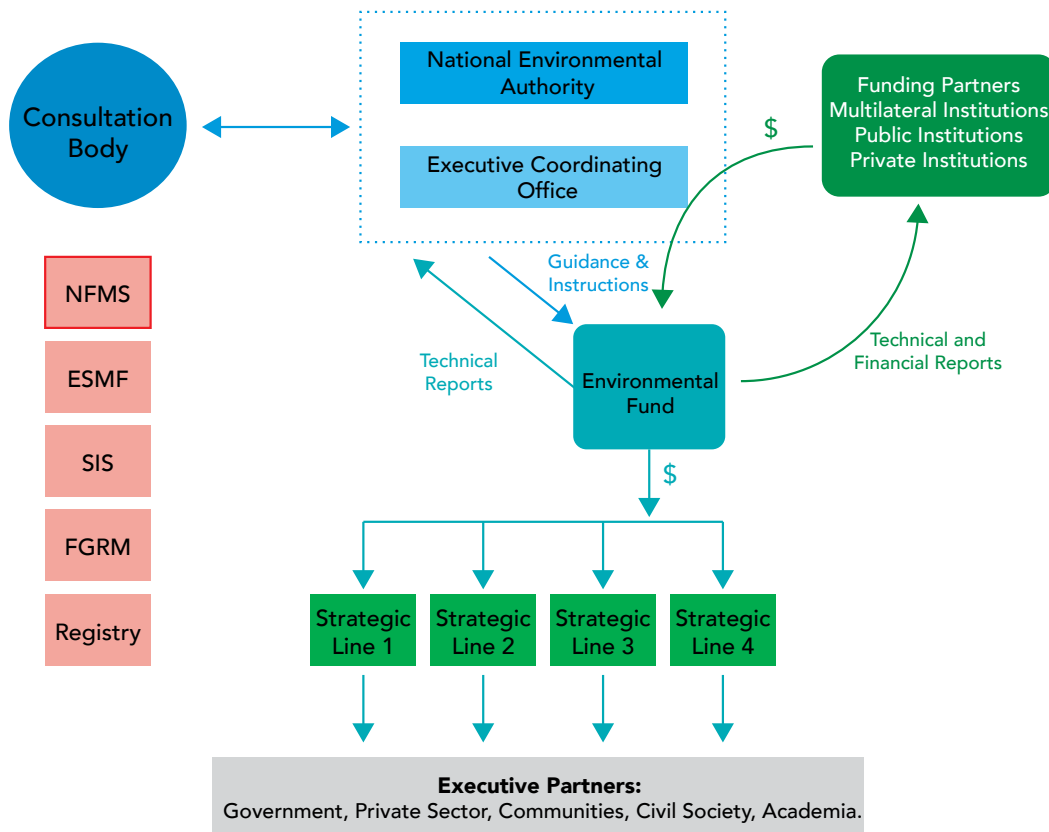 Consultation
Body
National Environmental
Authority
Executive Coordinating
Office
Funding Partners
Multilateral Institutions
Public Institutions
Private Institutions
$
Guidance &
Instructions
Technical
Reports
Environmental
Fund
Technical and
Financial Reports
$
NFMS
ESMF
SIS
FGRM
Registry
Strategic
Line 1
Strategic
Line 2
Strategic
Line 3
Strategic
Line 4
Executive Partners:
Government, Private Sector, Communities, Civil Society, Academia.